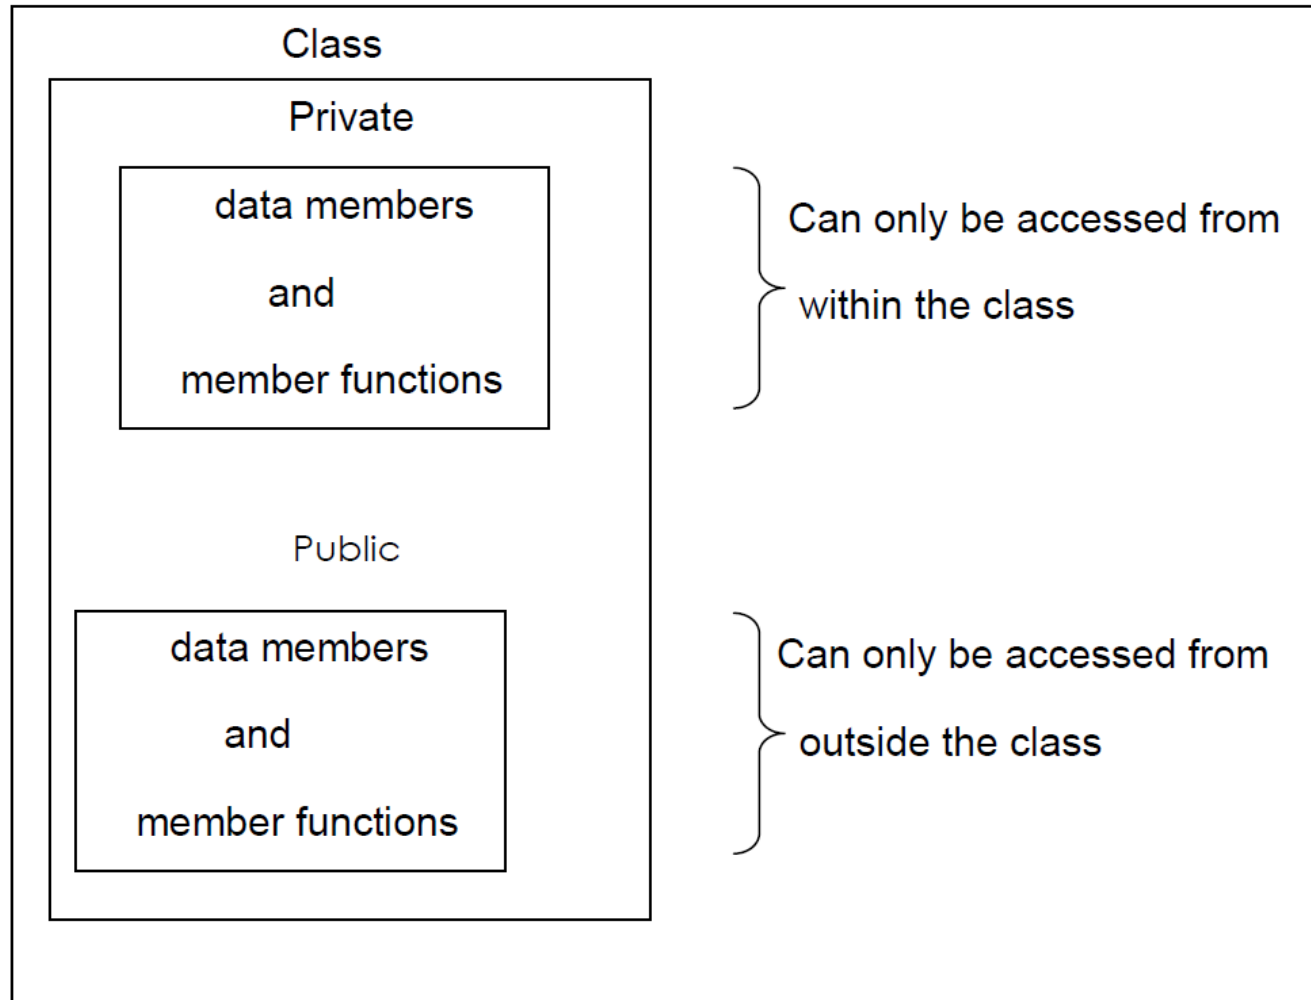 Class
Private
data members
and
member functions
Can only be accessed from
within the class
Public
data members
and
member functions
Can only be accessed from
outside the class